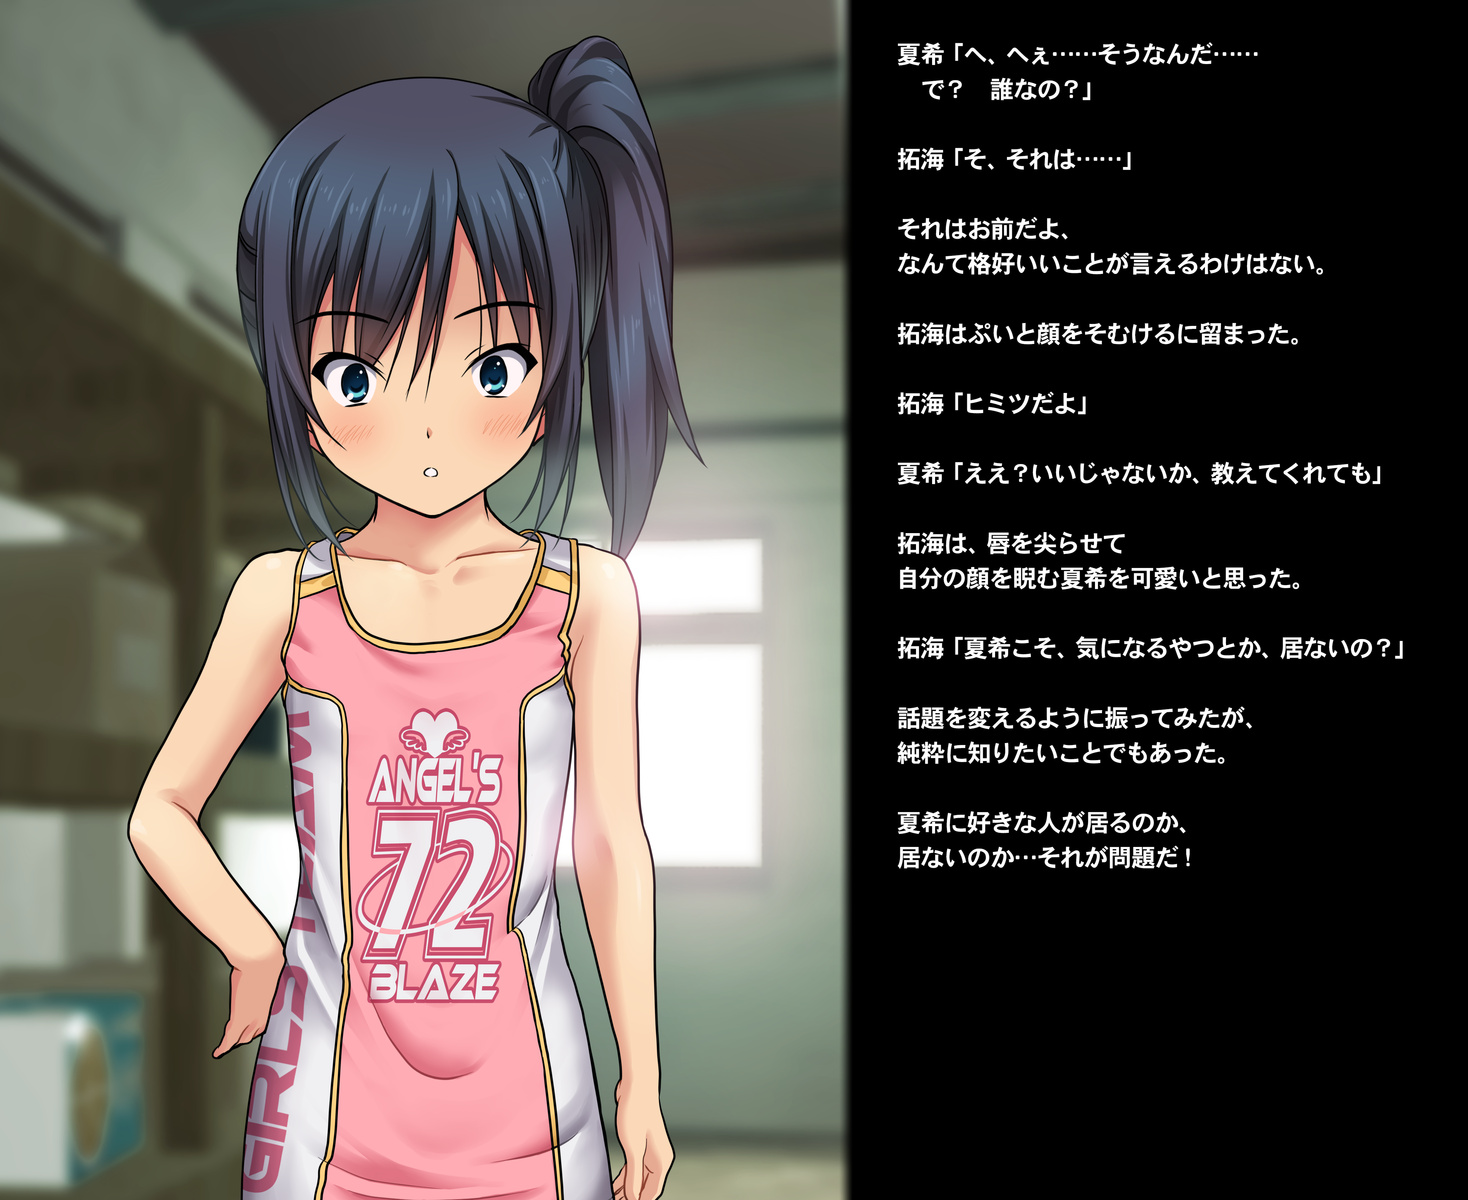 夏希「へ、へぇ……そうなんだ……
で？　誰なの？」
拓海「そ、それは……」
それはお前だよ、
なんて格好いいことが言えるわけはない。
拓海はぷいと顔をそむけるに留まった。
拓海「ヒミツだよ」
夏希「ええ？いいじゃないか、教えてくれても」
拓海は、唇を尖らせて
自分の顔を睨む夏希を可愛いと思った。
拓海「夏希こそ、気になるやつとか、居ないの？」
話題を変えるように振ってみたが、
純粋に知りたいことでもあった。
夏希に好きな人が居るのか、
居ないのか…それが問題だ！
ANGEL'S
72
BLAZE
GIRLS TEAM